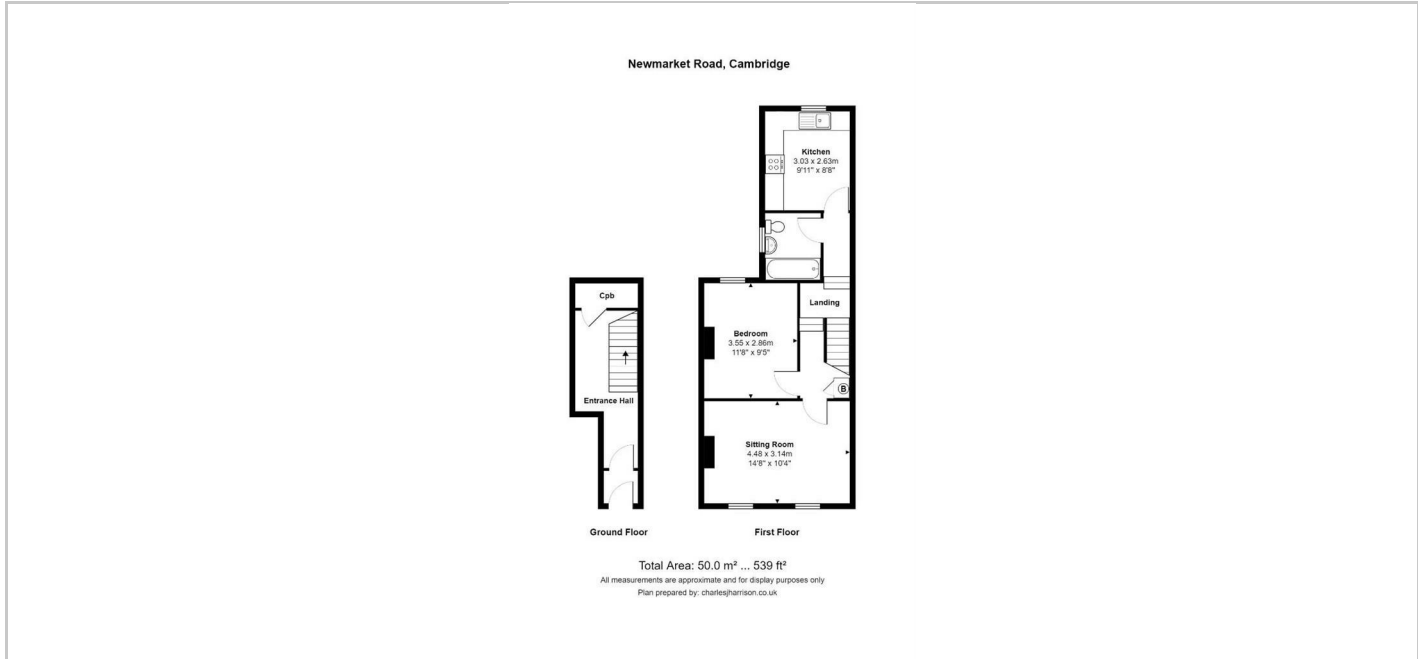 Newmarket Road, Cambridge
Kitchen
3.03 x 2.63m
9'11" x 8'8"
Cpb
Landing
Bedroom
3.55 x 2.86m
11'8" x 9'5"
B
Entrance Hall
Sitting Room
4.48 x 3.14m
14'8" x 10'4"
Ground Floor
First Floor
Total Area: 50.0 m² ... 539 ft²
All measurements are approximate and for display purposes only
Plan prepared by: charlesjharrison.co.uk